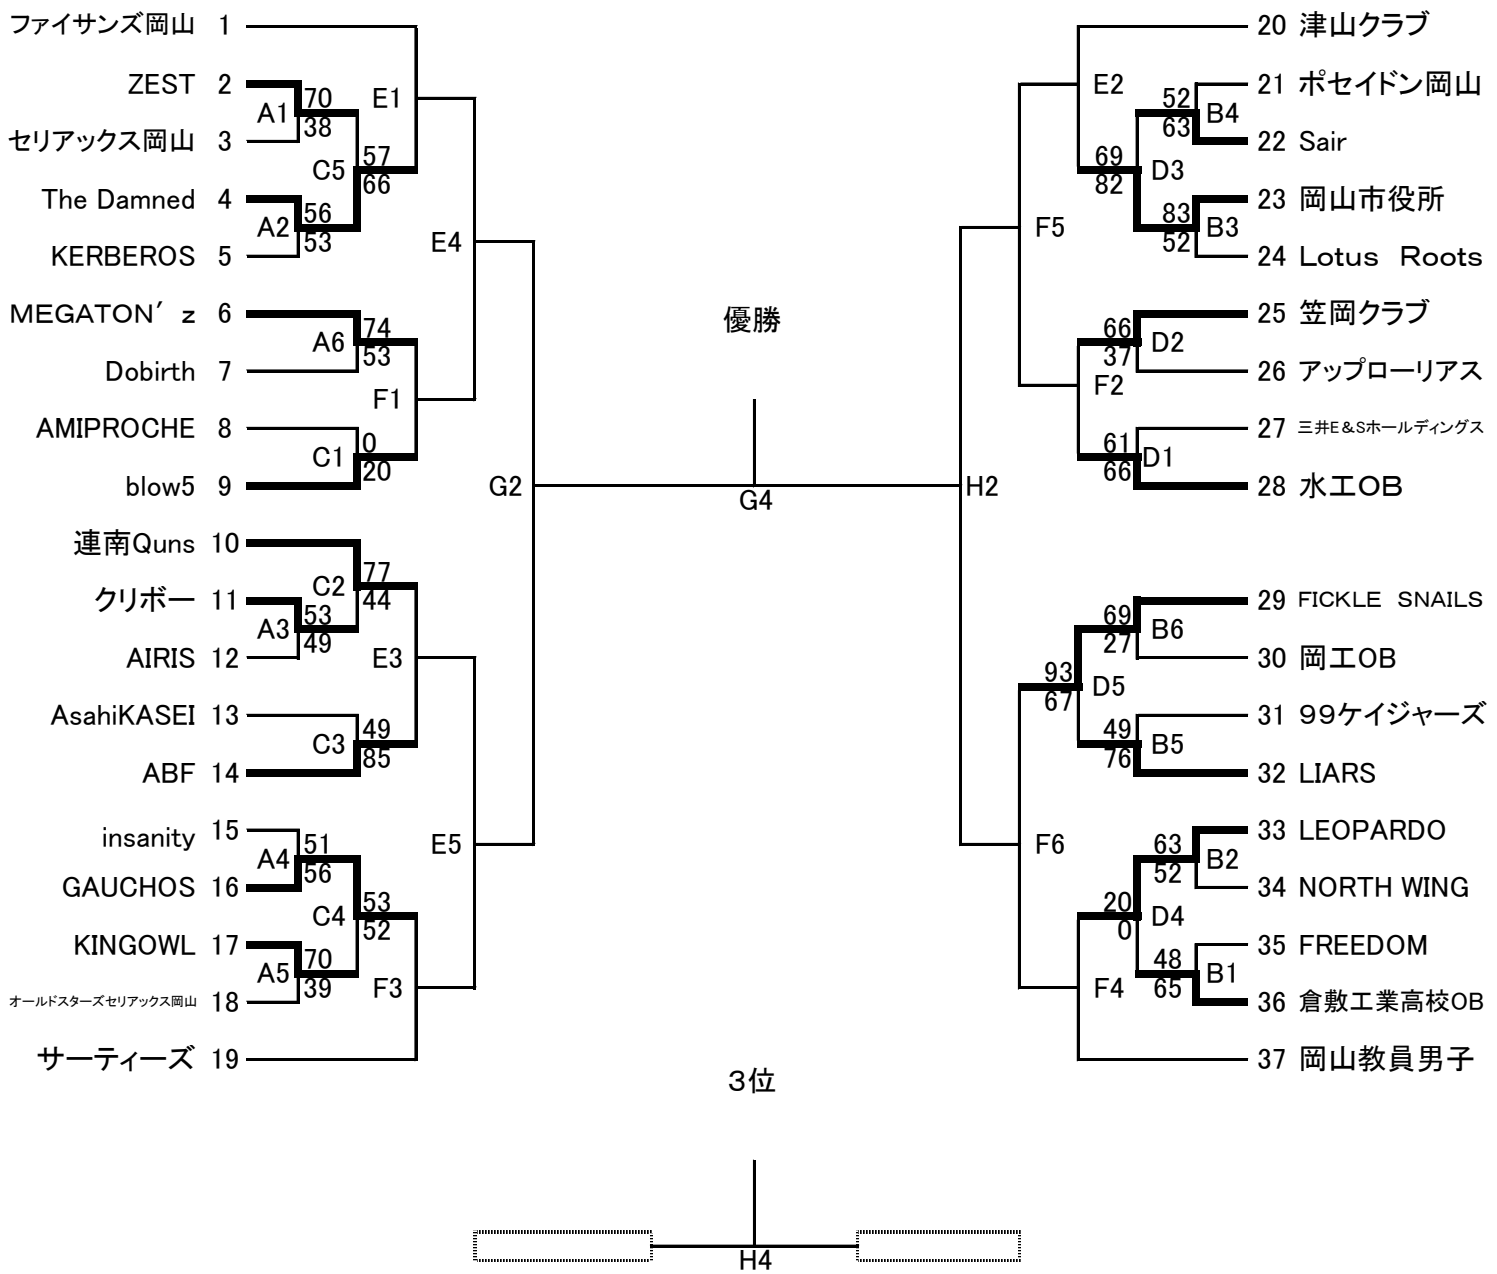 ファイサンズ岡山 1
ZEST 2
A1
70
38
セリアックス岡山 3
E1
C5
57
66
The Damned 4
A2
56
53
KERBEROS 5
E4
MEGATON’ z 6
A6
74
53
Dobirth 7
F1
AMIPROCHE 8
C1
0
20
blow5 9
G2
連南Quns 10
C2
77
44
クリボー 11
A3
53
49
AIRIS 12
E3
AsahiKASEI 13
C3
49
85
ABF 14
E5
insanity 15
A4
51
56
GAUCHOS 16
C4
53
52
KINGOWL 17
A5
70
39
オールドスターズセリアックス岡山 18
F3
サーティーズ 19
優勝
G4
3位
H4
20 津山クラブ
E2
21 ポセイドン岡山
52
63
B4
22 Sair
69
82
D3
23 岡山市役所
83
52
B3
24 Lotus Roots
F5
25 笠岡クラブ
66
37
D2
26 アップローリアス
F2
27 三井E&Sホールディングス
61
66
D1
28 水工OB
H2
29 FICKLE SNAILS
69
27
B6
30 岡工OB
93
67
D5
31 99ケイジャーズ
49
76
B5
32 LIARS
F6
33 LEOPARDO
63
52
B2
34 NORTH WING
20
0
D4
35 FREEDOM
48
65
B1
36 倉敷工業高校OB
F4
37 岡山教員男子